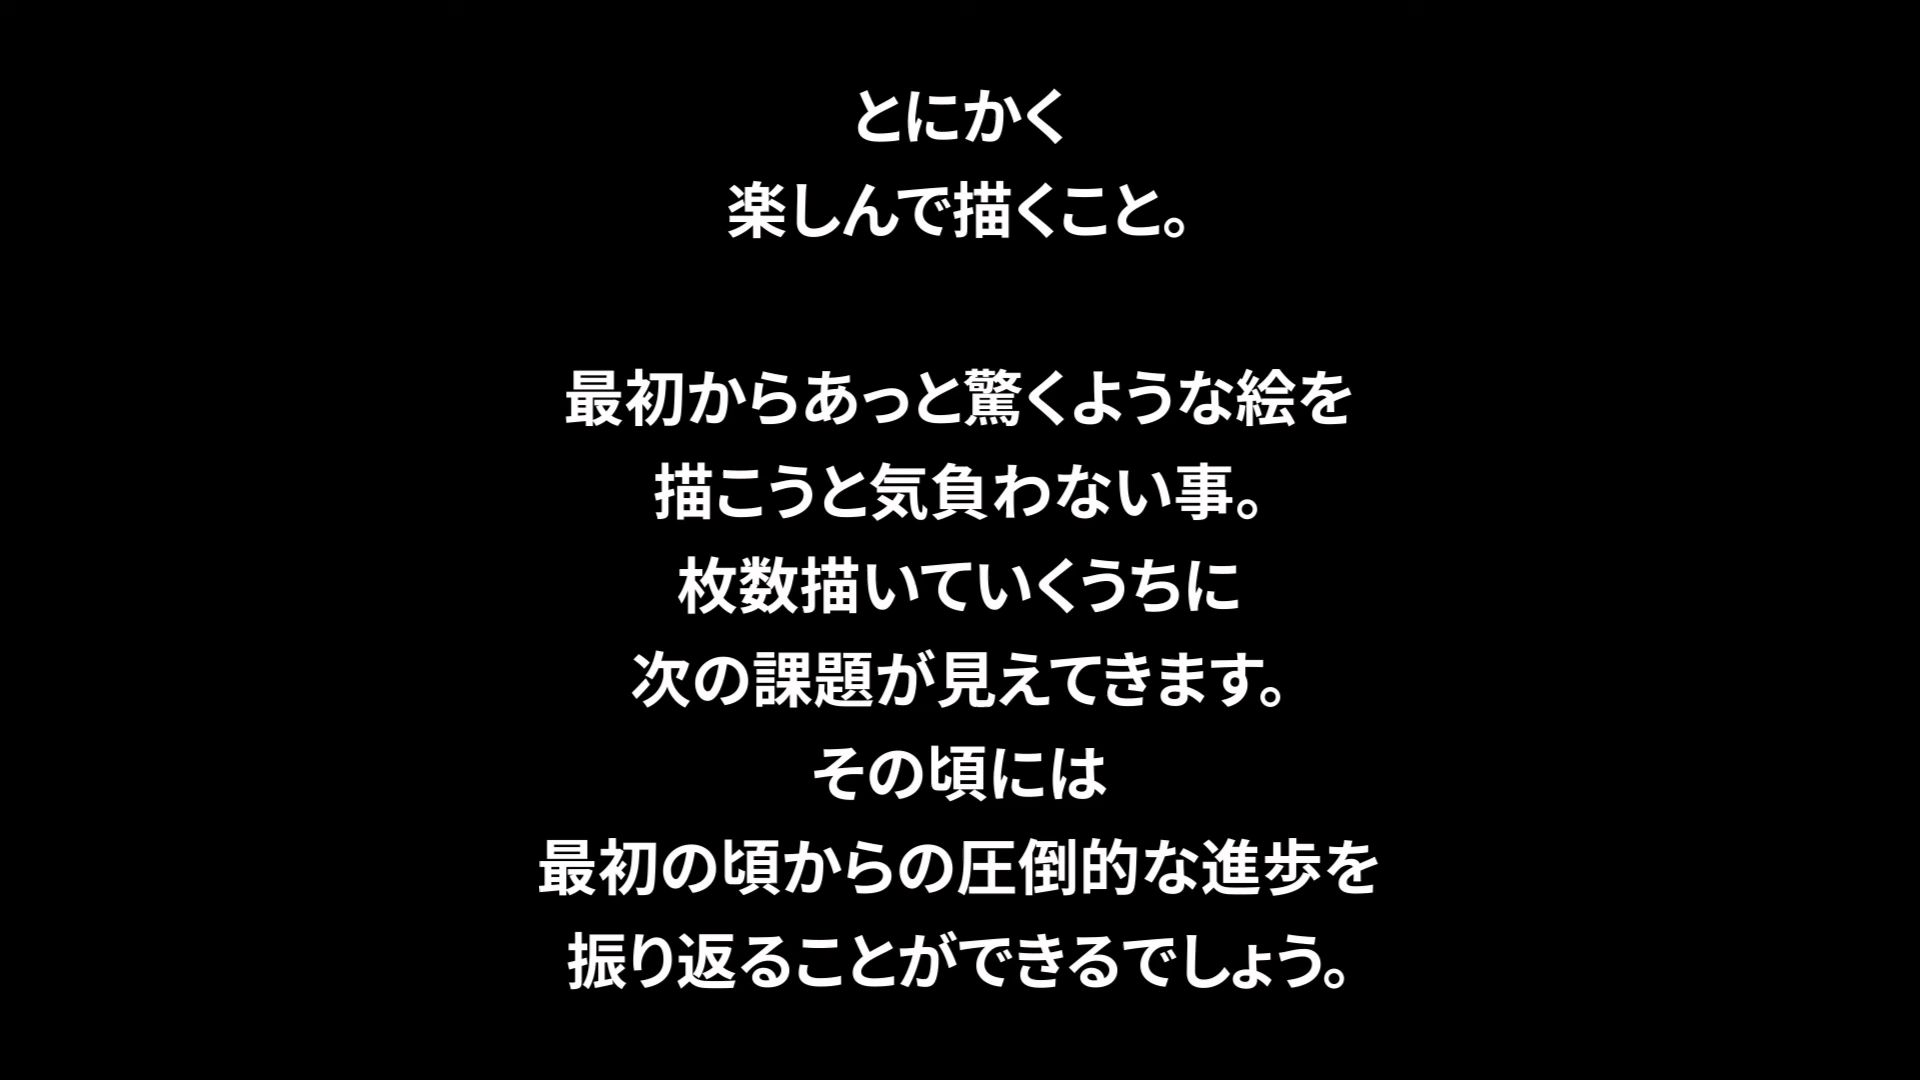 とにかく
楽しんで描くこと。
最初からあっと驚くような絵を
描こうと気負わない事。
枚数描いていくうちに
次の課題が見えてきます。
その頃には
最初の頃からの圧倒的な進歩を
振り返ることができるでしょう。